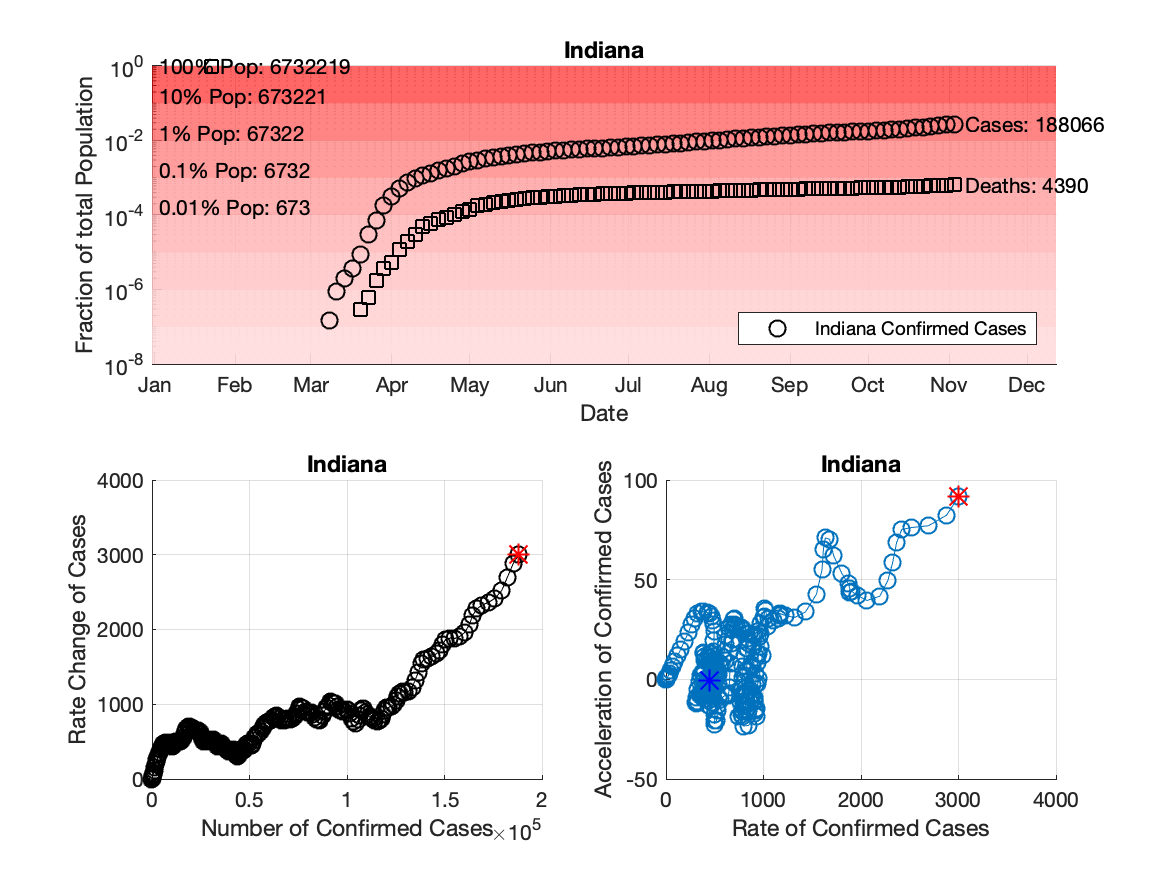 Indiana
10^0
100% Pop: 6732219
10% Pop: 673221
10^-2
1% Pop: 67322
Cases: 188066
0.1% Pop: 6732
Deaths: 4390
10^-4
0.01% Pop: 673
10^-6
10^-8
Fraction of total Population
Indiana Confirmed Cases
Jan Feb Mar Apr May Jun Jul Aug Sep Oct Nov Dec
Date
Indiana
4000
3000
2000
1000
0
Rate Change of Cases
0 0.5 1 1.5 2
Number of Confirmed Cases ×10^5
Indiana
100
50
0
-50
Acceleration of Confirmed Cases
0 1000 2000 3000 4000
Rate of Confirmed Cases